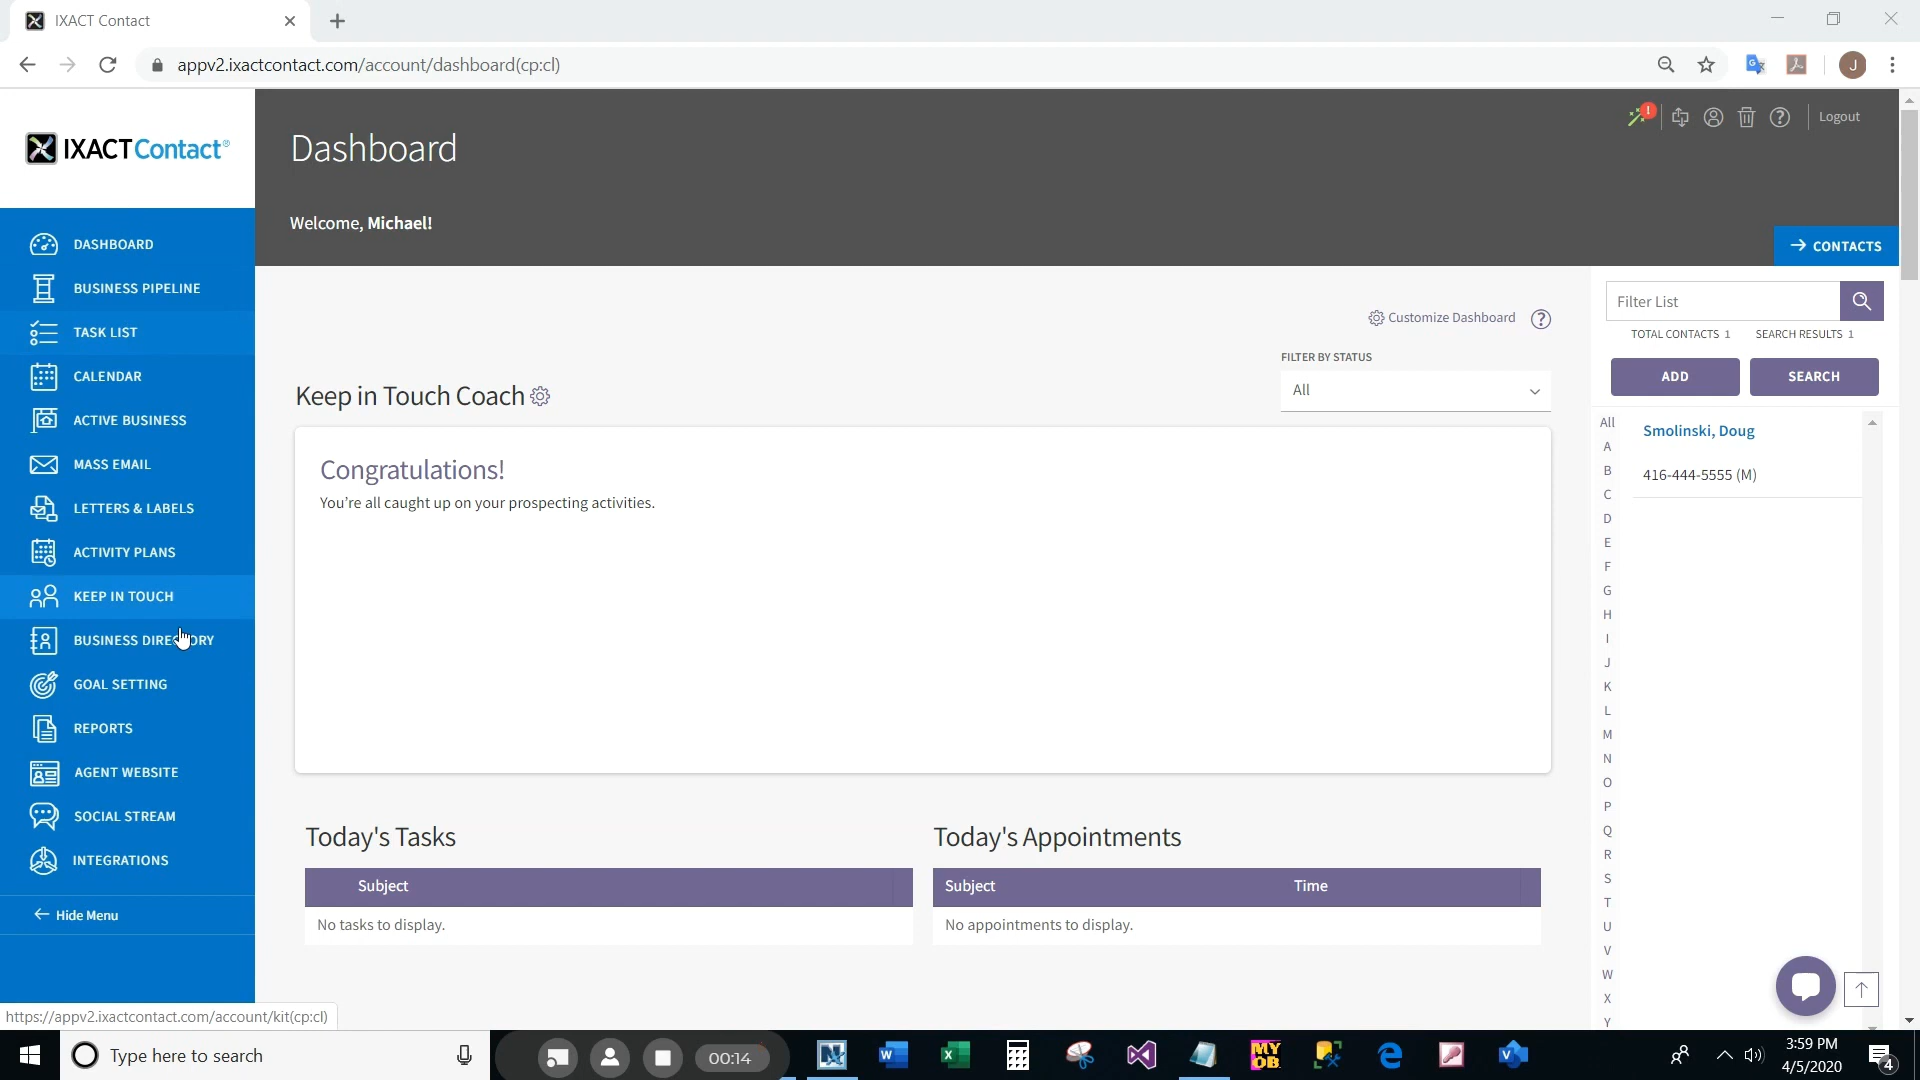 IXACT Contact
appv2.ixactcontact.com/account/dashboard(cp:cl)
J
IXACTContact®
Dashboard
Welcome, Michael!
!
Logout
CONTACTS
DASHBOARD
BUSINESS PIPELINE
TASK LIST
CALENDAR
ACTIVE BUSINESS
MASS EMAIL
LETTERS & LABELS
ACTIVITY PLANS
KEEP IN TOUCH
BUSINESS DIRECTORY
GOAL SETTING
REPORTS
AGENT WEBSITE
SOCIAL STREAM
INTEGRATIONS
Hide Menu
Customize Dashboard ?
FILTER BY STATUS
All
Keep in Touch Coach
Congratulations!
You're all caught up on your prospecting activities.
Today's Tasks
Subject
No tasks to display.
Today's Appointments
Subject Time
No appointments to display.
Filter List
TOTAL CONTACTS 1 SEARCH RESULTS 1
ADD SEARCH
All
A
B
C
D
E
F
G
H
I
J
K
L
M
N
O
P
Q
R
S
T
U
V
W
X
Y
Smolinski, Doug
416-444-5555 (M)
https://appv2.ixactcontact.com/account/kit(cp:cl)
Type here to search
00:14
MY
OB
3:59 PM
4/5/2020
4